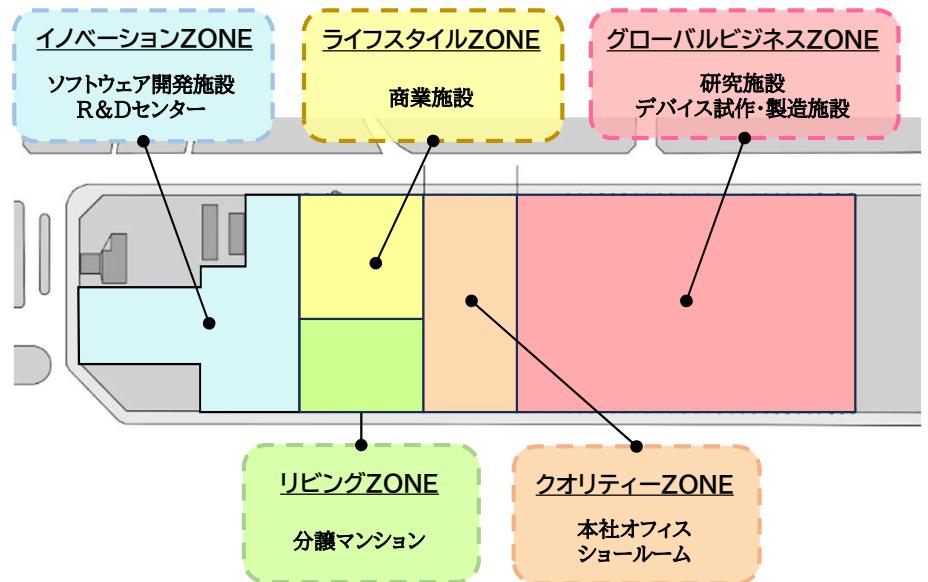 イノベーションZONE
ソフトウェア開発施設
R&Dセンター
ライフスタイルZONE
商業施設
グローバルビジネスZONE
研究施設
デバイス試作・製造施設
リビングZONE
分譲マンション
クオリティーZONE
本社オフィス
ショールーム